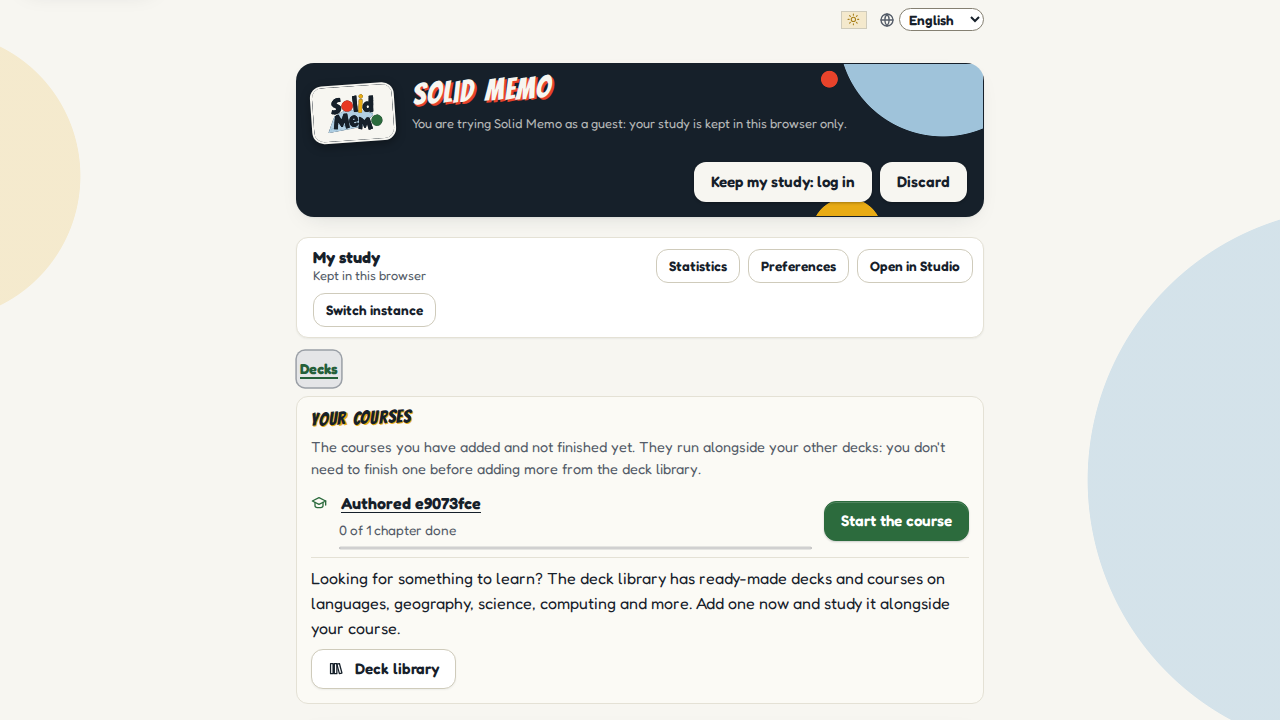 English
Solid
Memo
SOLID MEMO
You are trying Solid Memo as a guest: your study is kept in this browser only.
Keep my study: log in
Discard
My study
Kept in this browser
Statistics
Preferences
Open in Studio
Switch instance
Decks
YOUR COURSES
The courses you have added and not finished yet. They run alongside your other decks: you don't
need to finish one before adding more from the deck library.
Authored e9073fce
0 of 1 chapter done
Start the course
Looking for something to learn? The deck library has ready-made decks and courses on
languages, geography, science, computing and more. Add one now and study it alongside
your course.
Deck library